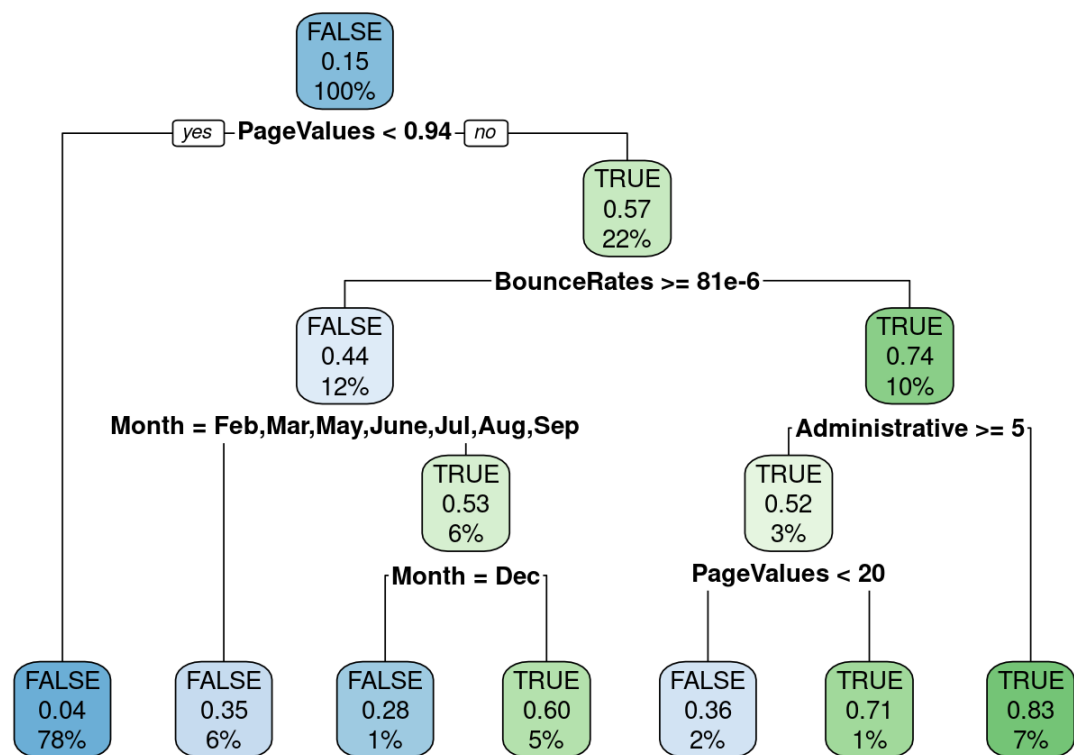 FALSE
0.15
100%
yes PageValues < 0.94 no
TRUE
0.57
22%
BounceRates >= 81e-6
FALSE
0.44
12%
TRUE
0.74
10%
Month = Feb,Mar,May,June,Jul,Aug,Sep
Administrative >= 5
TRUE
0.53
6%
TRUE
0.52
3%
Month = Dec
PageValues < 20
FALSE
0.04
78%
FALSE
0.35
6%
FALSE
0.28
1%
TRUE
0.60
5%
FALSE
0.36
2%
TRUE
0.71
1%
TRUE
0.83
7%